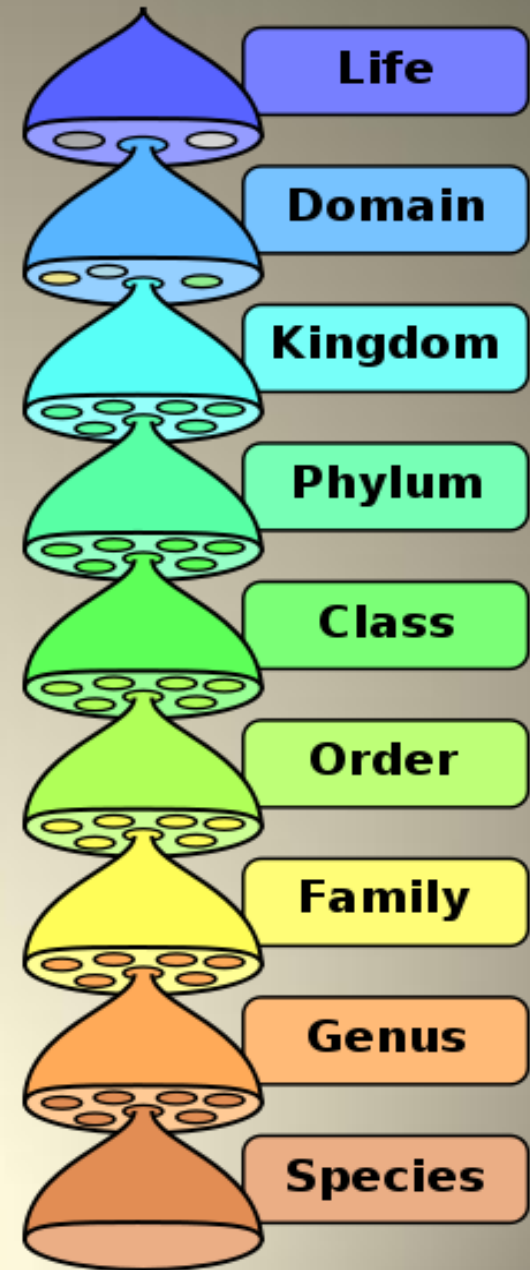 Life
Domain
Kingdom
Phylum
Class
Order
Family
Genus
Species